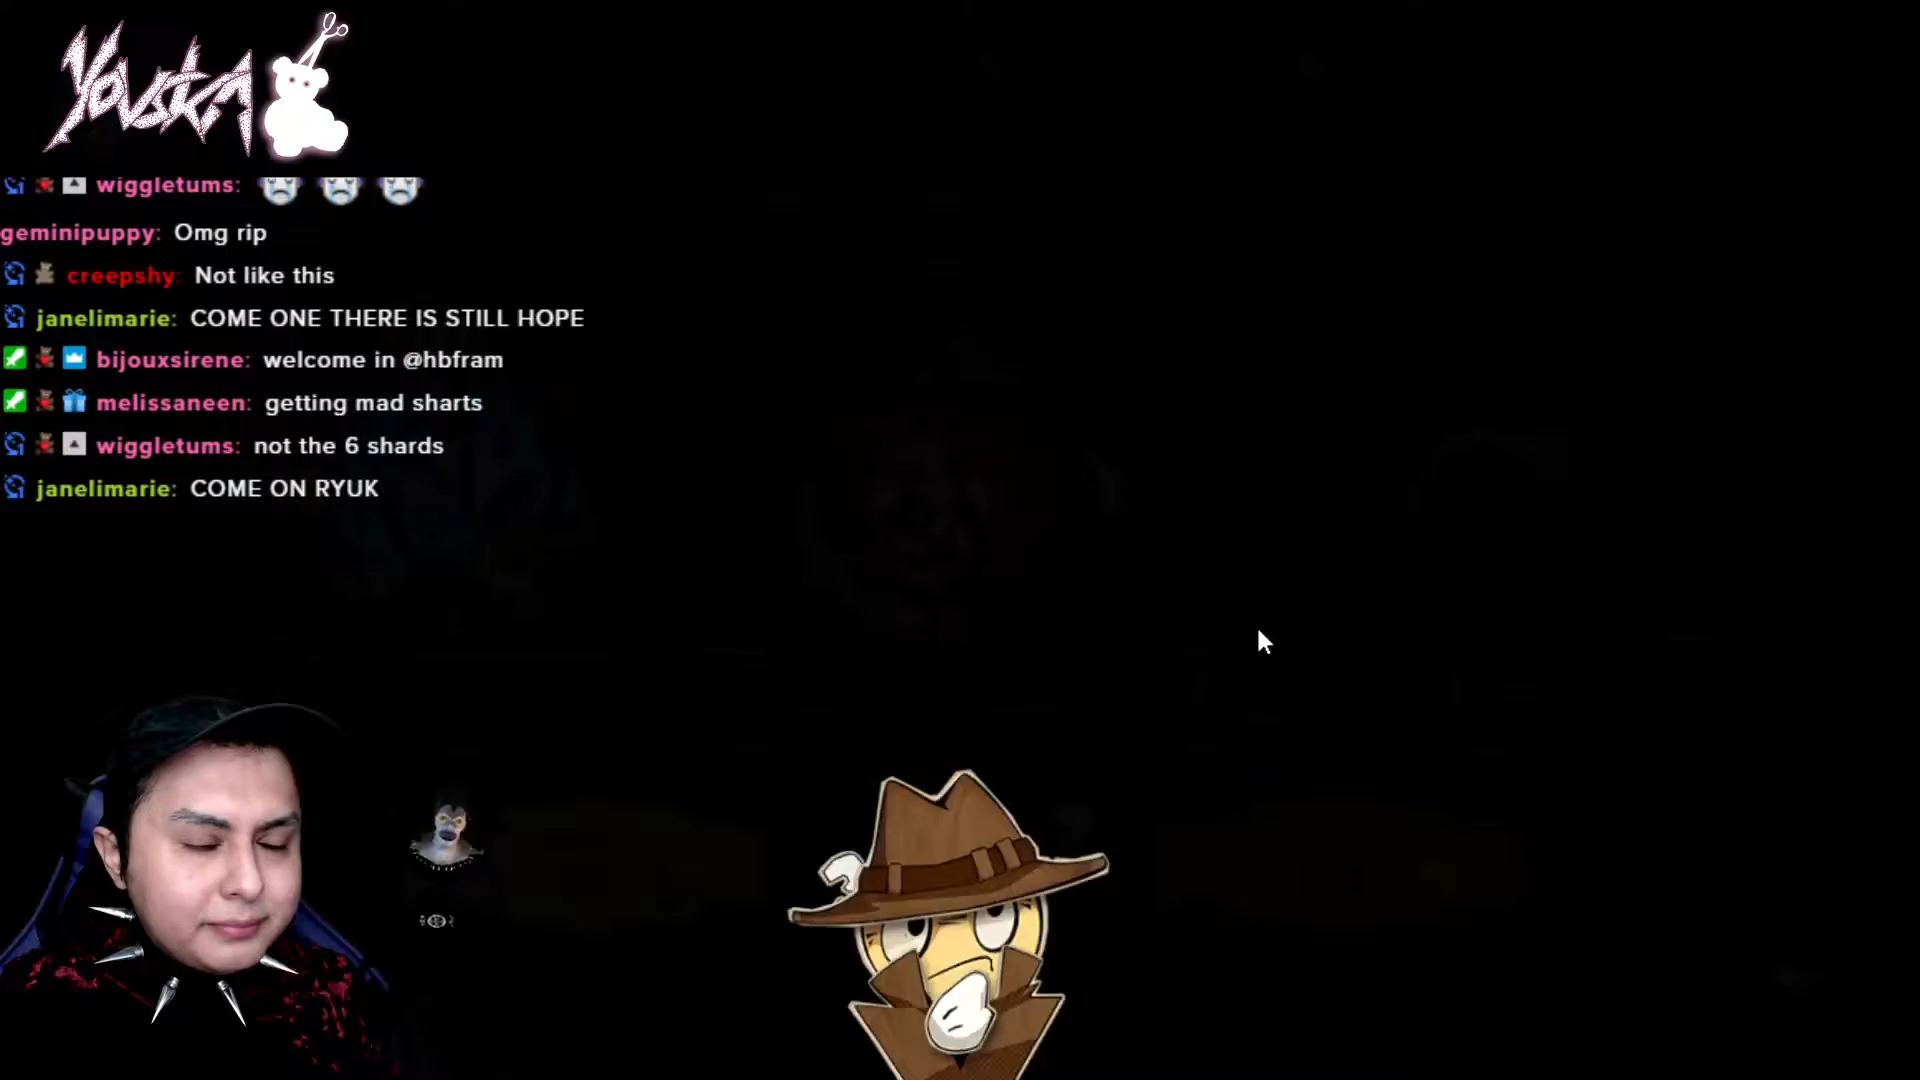 Youska
wiggletums:
geminipuppy: Omg rip
creepshy: Not like this
janelimarie: COME ONE THERE IS STILL HOPE
bijouxsirene: welcome in @hbfram
melissaneen: getting mad sharts
wiggletums: not the 6 shards
janelimarie: COME ON RYUK